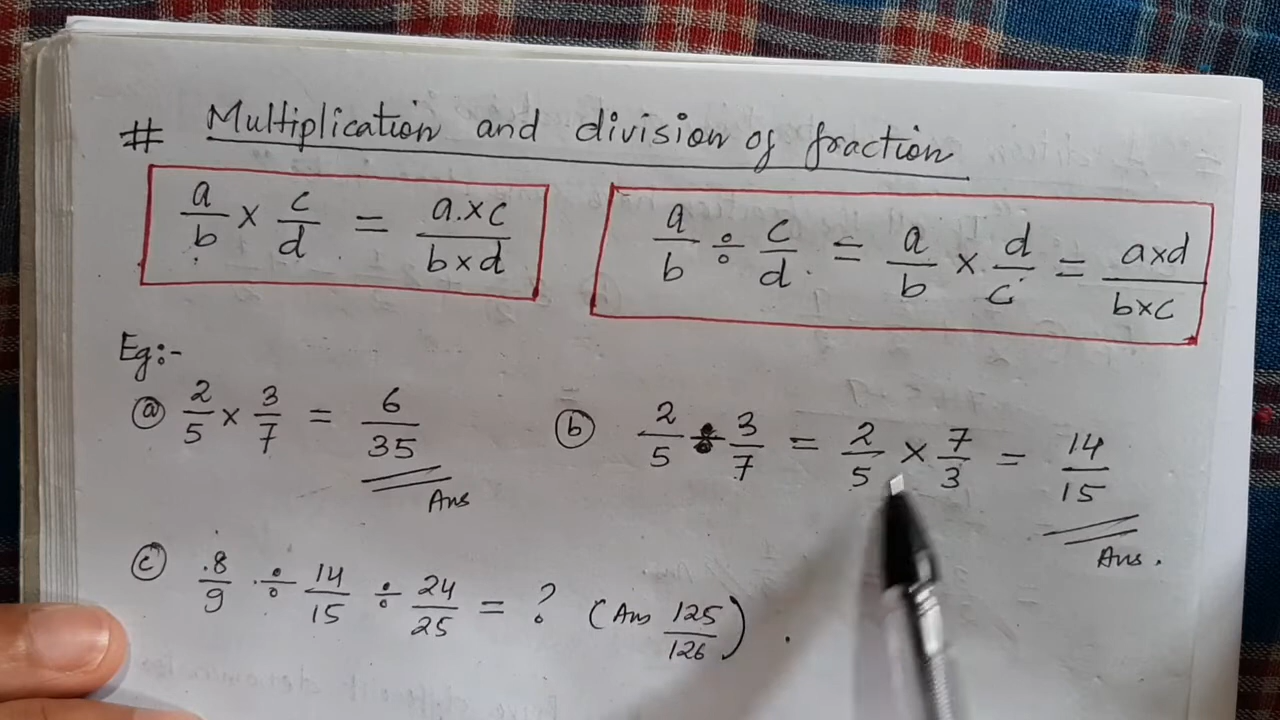 # Multiplication and division of fraction
a/b × c/d = a.×c/b×d
a/b ÷ c/d. = a/b × d/c = a×d/b×c
Eg:-
ⓐ 2/5 × 3/7 = 6/35 Ans
ⓑ 2/5 ÷ 3/7 = 2/5 × 7/3 = 14/15 Ans.
ⓒ .8/9 ÷ 14/15 ÷ 24/25 = ? (Ans 125/126) .